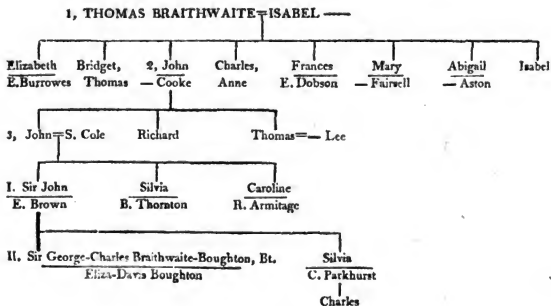 1, THOMAS BRAITHWAITE=ISABEL —
Elizabeth Bridget, 2, John Charles, Frances Mary Abigail Isabel
E. Burrowes Thomas — Cooke Anne E. Dobson — Fairwell — Aston
3, John=S. Cole Richard Thomas=— Lee
I. Sir John Silvia Caroline
E. Brown B. Thornton R. Armitage
II. Sir George-Charles Braithwaite-Boughton, Bt. Silvia
Eliza-Davis Boughton C. Parkhurst
Charles